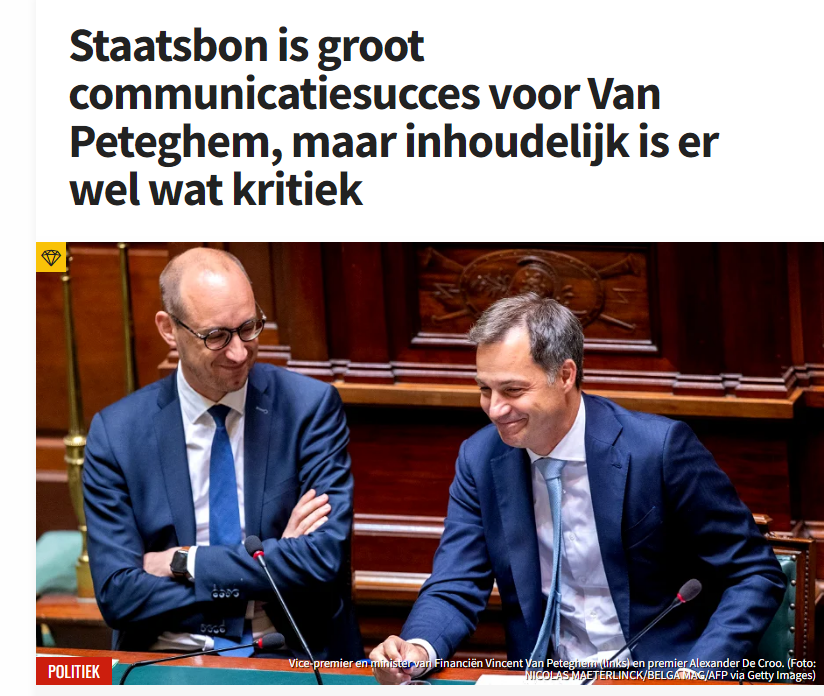 Staatsbon is groot
communicatiesucces voor Van
Peteghem, maar inhoudelijk is er
wel wat kritiek
POLITIEK
Vice-premier en minister van Financiën Vincent Van Peteghem (links) en premier Alexander De Croo. (Foto:
NICOLAS MAETERLINCK/BELGA MAG/AFP via Getty Images)